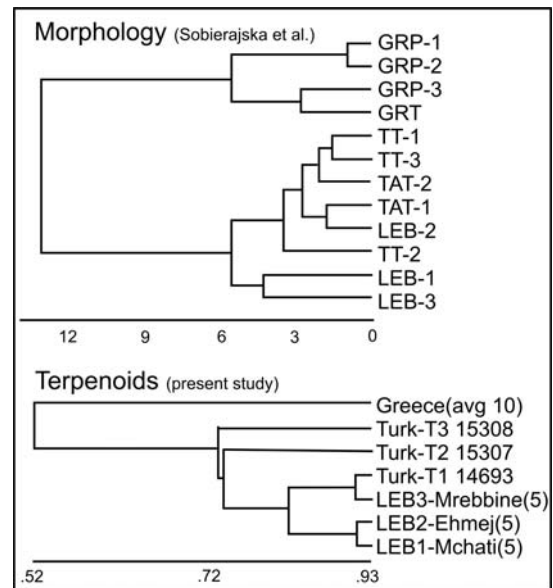 Morphology (Sobierajska et al.)
GRP-1
GRP-2
GRP-3
GRT
TT-1
TT-3
TAT-2
TAT-1
LEB-2
TT-2
LEB-1
LEB-3
12 9 6 3 0
Terpenoids (present study)
Greece(avg 10)
Turk-T3 15308
Turk-T2 15307
Turk-T1 14693
LEB3-Mrebbine(5)
LEB2-Ehmej(5)
LEB1-Mchati(5)
.52 .72 .93